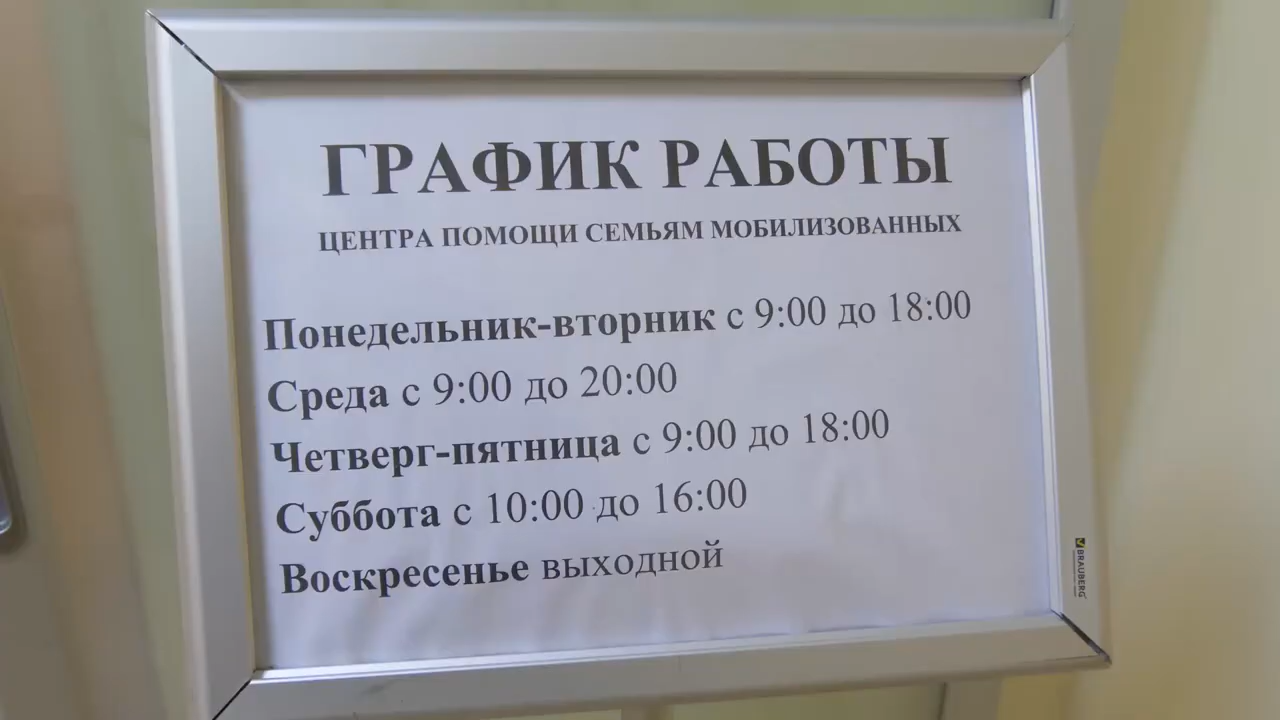 ГРАФИК РАБОТЫ
ЦЕНТРА ПОМОЩИ СЕМЬЯМ МОБИЛИЗОВАННЫХ
Понедельник-вторник с 9:00 до 18:00
Среда с 9:00 до 20:00
Четверг-пятница с 9:00 до 18:00
Суббота с 10:00 до 16:00
Воскресенье выходной
BRAUBERG